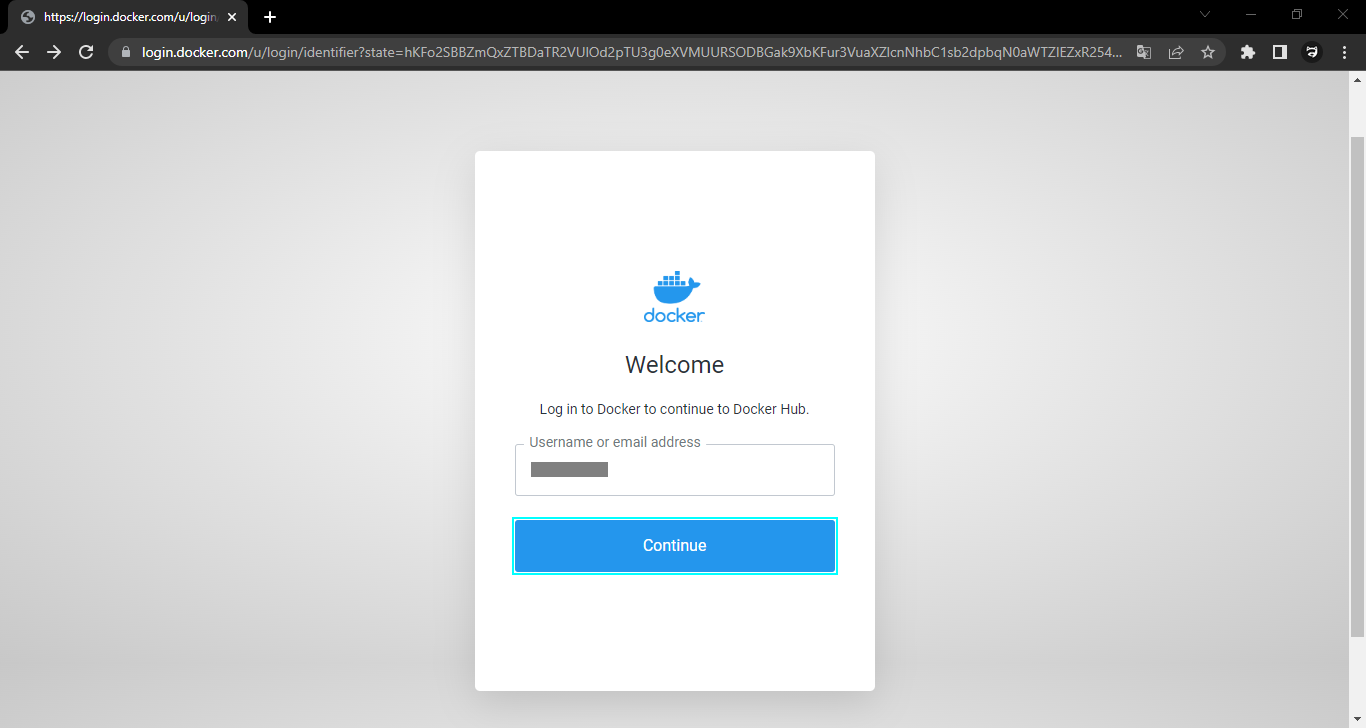 https://login.docker.com/u/login
login.docker.com/u/login/identifier?state=hKFo2SBBZmQxZTBDaTR2VUlOd2pTU3g0eXVMUURSODBGak9XbKFur3VuaXZlcnNhbC1sb2dpbqN0aWTZIEZxR254...
docker
Welcome
Log in to Docker to continue to Docker Hub.
Username or email address
Continue